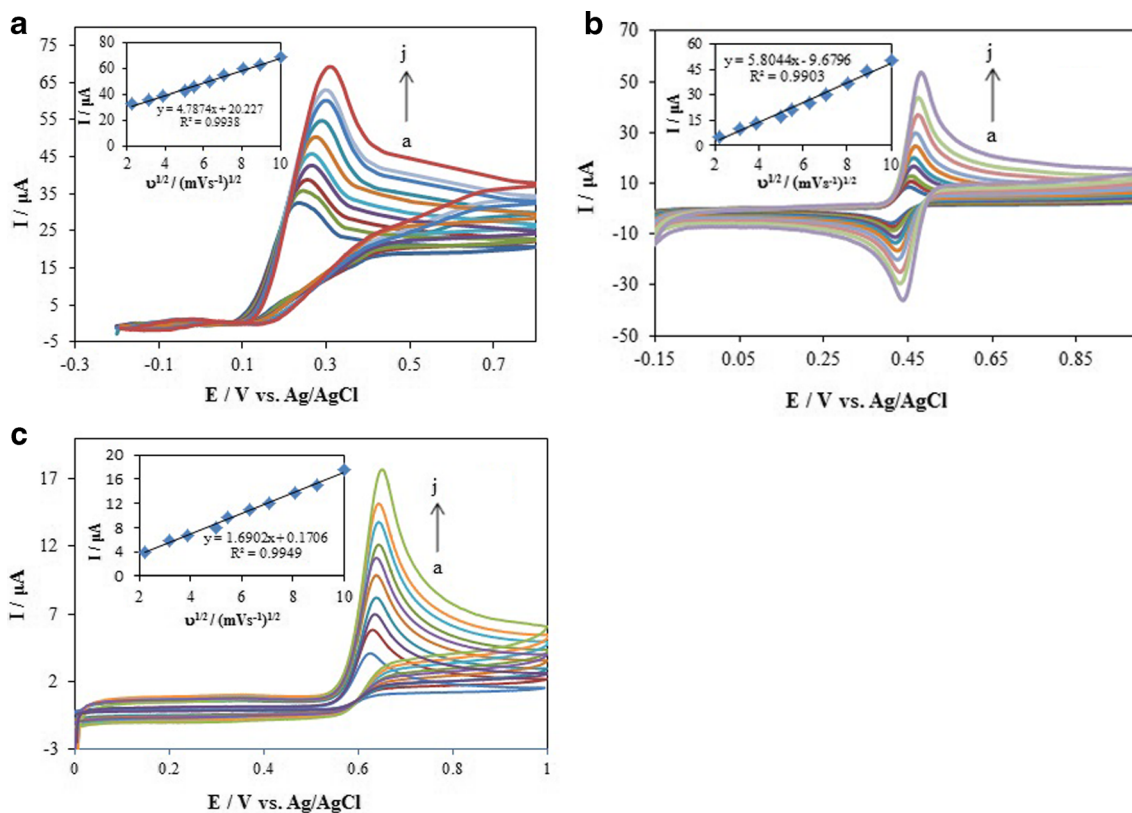 a
75
65
55
45
35
25
15
5
-5
I / µA
-0.3
-0.1
0.1
0.3
0.5
0.7
E / V vs. Ag/AgCl
j
a
80
60
40
20
0
I / µA
2
4
6
8
10
υ1/2 / (mVs-1)1/2
y = 4.7874x + 20.227
R² = 0.9938
b
70
50
30
10
-10
-30
-50
I / µA
-0.15
0.05
0.25
0.45
0.65
0.85
E / V vs. Ag/AgCl
j
a
60
45
30
15
0
I / µA
2
4
6
8
10
υ1/2 / (mVs-1)1/2
y = 5.8044x - 9.6796
R² = 0.9903
c
17
12
7
2
-3
I / µA
0
0.2
0.4
0.6
0.8
1
E / V vs. Ag/AgCl
j
a
20
16
12
8
4
0
I / µA
2
4
6
8
10
υ1/2 / (mVs-1)1/2
y = 1.6902x + 0.1706
R² = 0.9949